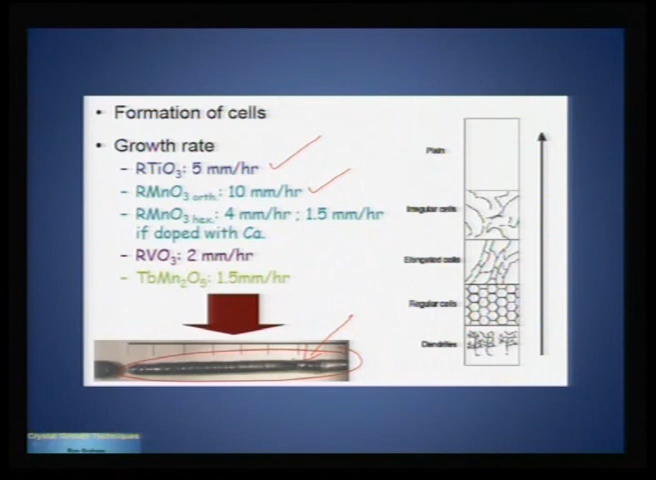 • Formation of cells
• Growth rate
– RTiO₃: 5 mm/hr
– RMnO₃ orth.: 10 mm/hr
– RMnO₃ hex.: 4 mm/hr ; 1.5 mm/hr
if doped with Ca.
– RVO₃: 2 mm/hr
– TbMn₂O₅: 1.5mm/hr
Plain
Irregular cells
Elongated cells
Regular cells
Dendrites
Crystal Growth Techniques